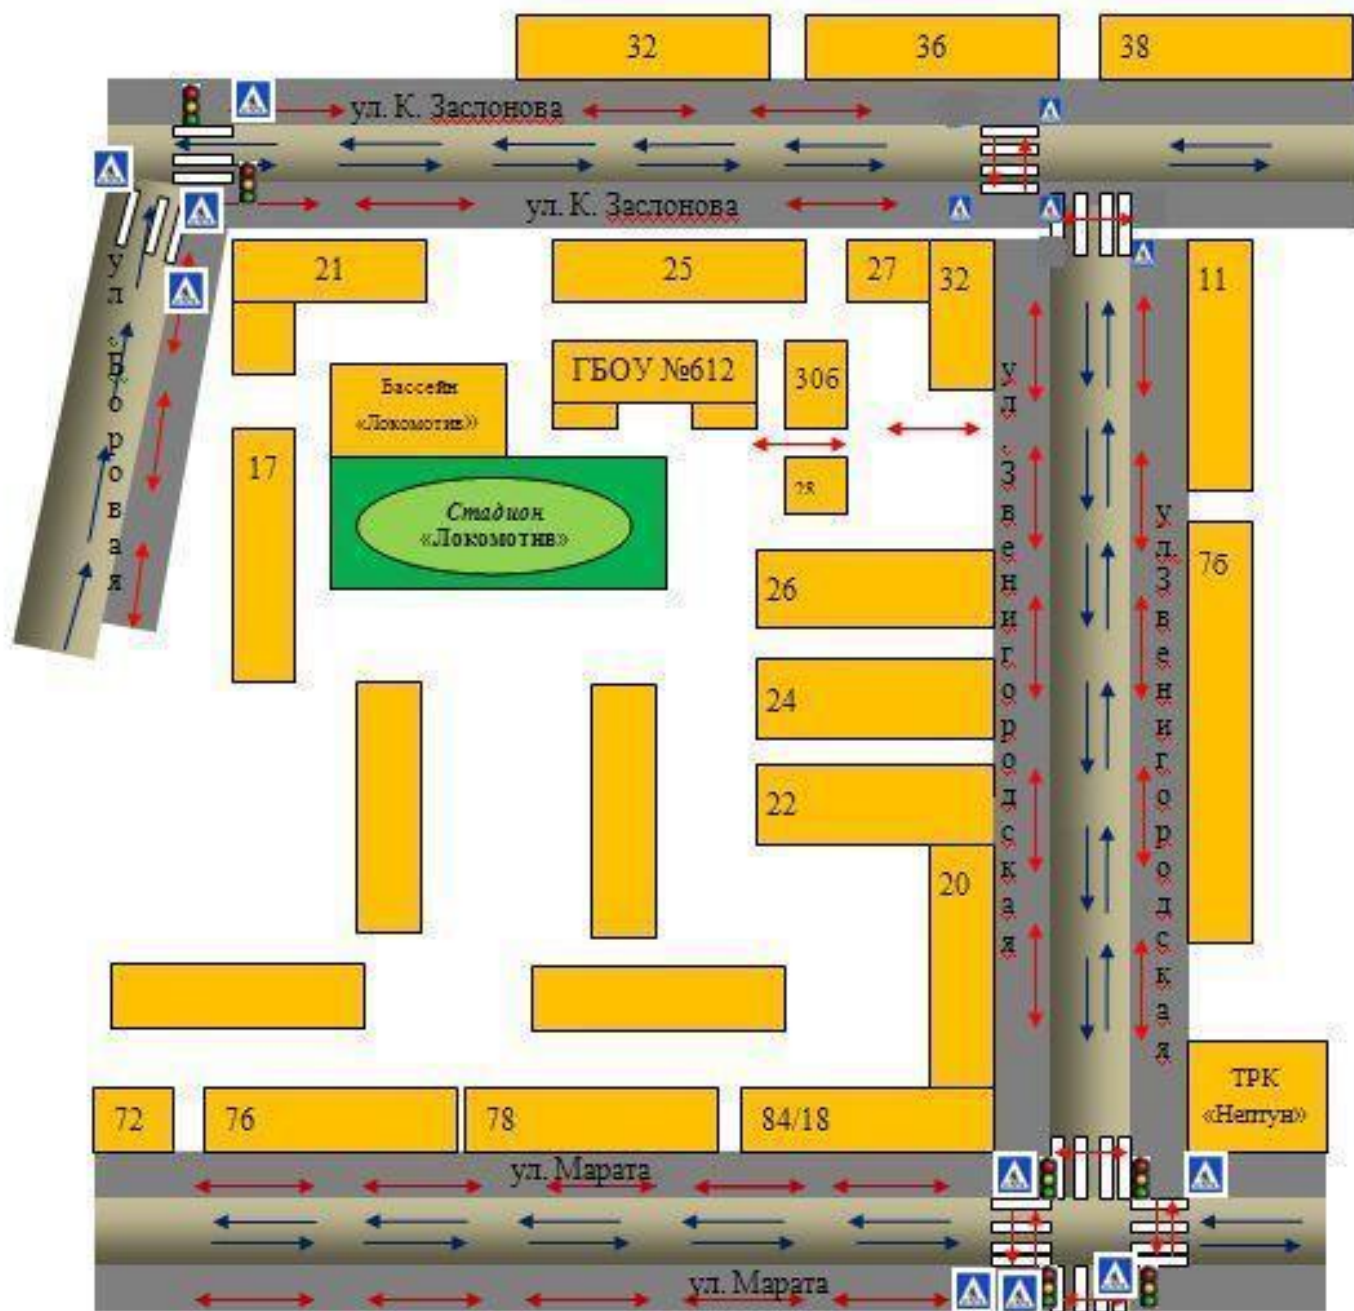 32
36
38
ул. К. Заслонова
ул. К. Заслонова
21
25
27
32
11
ул. Боровая
ГБОУ №612
306
Бассейн
«Локомотив»
17
28
Стадион
«Локомотив»
ул. Звенигородская
ул. Звенигородская
26
76
24
22
20
ТРК
«Нептун»
72
76
78
84/18
ул. Марата
ул. Марата